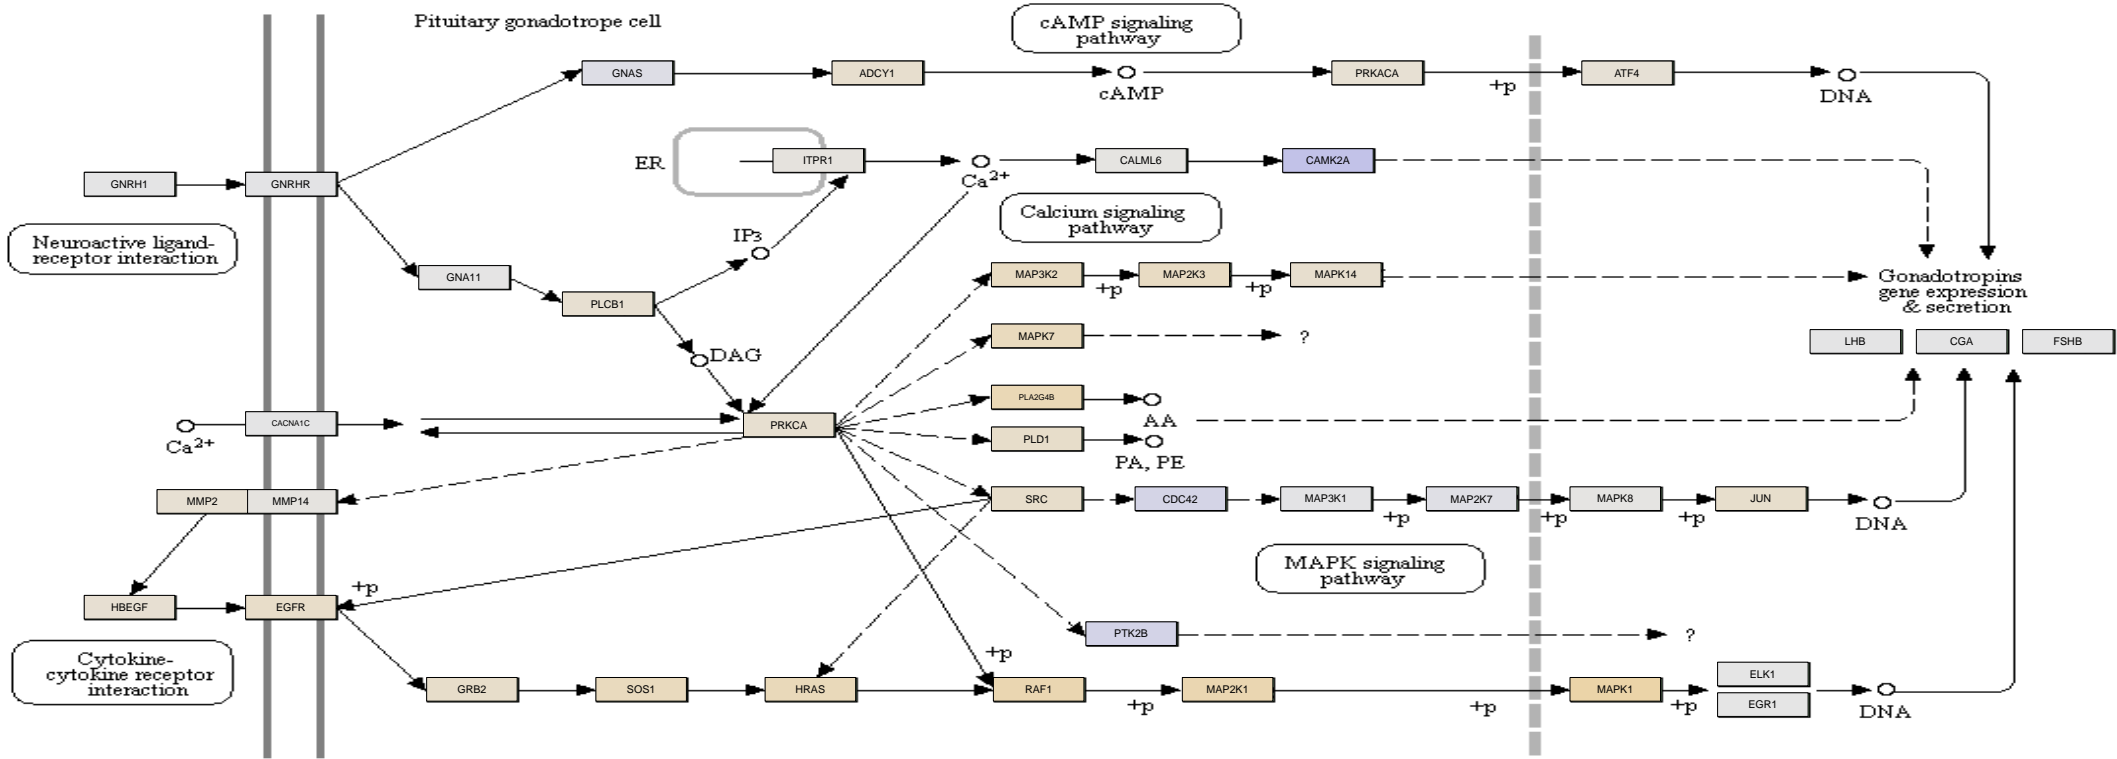 Pituitary gonadotrope cell
cAMP signaling
pathway
GNAS
ADCY1
cAMP
PRKACA
+p
ATF4
DNA
ER
ITPR1
Ca2+
CALML6
CAMK2A
GNRH1
GNRHR
Neuroactive ligand-
receptor interaction
Calcium signaling
pathway
IP3
GNA11
PLCB1
MAP3K2
+p
MAP2K3
+p
MAPK14
Gonadotropins
gene expression
& secretion
DAG
MAPK7
?
LHB
CGA
FSHB
PLA2G4B
AA
Ca2+
CACNA1C
PRKCA
PLD1
PA, PE
MMP2
MMP14
SRC
CDC42
MAP3K1
+p
MAP2K7
+p
MAPK8
+p
JUN
DNA
MAPK signaling
pathway
HBEGF
EGFR
+p
PTK2B
?
Cytokine-
cytokine receptor
interaction
GRB2
SOS1
HRAS
+p
RAF1
+p
MAP2K1
+p
MAPK1
+p
ELK1
EGR1
DNA